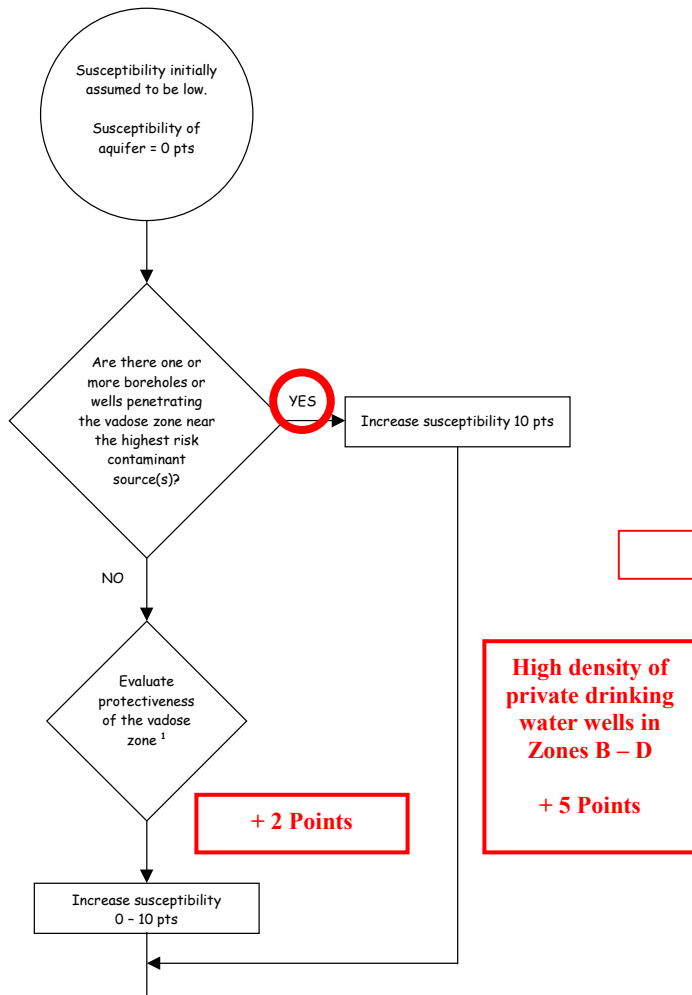 Susceptibility initially
assumed to be low.
Susceptibility of
aquifer = 0 pts
Are there one or
more boreholes or
wells penetrating
the vadose zone near
the highest risk
contaminant
source(s)?
YES
Increase susceptibility 10 pts
NO
Evaluate
protectiveness
of the vadose
zone 1
High density of
private drinking
water wells in
Zones B – D
+ 5 Points
+ 2 Points
Increase susceptibility
0 – 10 pts